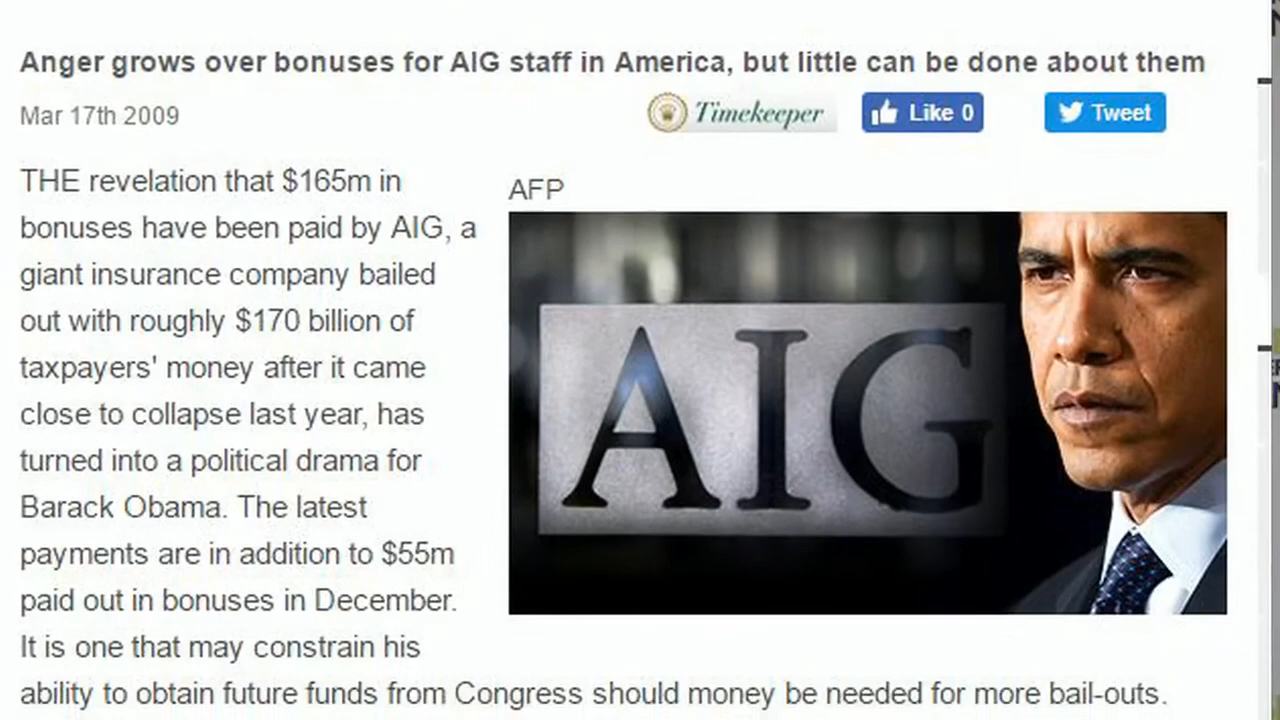 Anger grows over bonuses for AIG staff in America, but little can be done about them
Mar 17th 2009
Timekeeper
Like 0
Tweet
THE revelation that $165m in
bonuses have been paid by AIG, a
giant insurance company bailed
out with roughly $170 billion of
taxpayers' money after it came
close to collapse last year, has
turned into a political drama for
Barack Obama. The latest
payments are in addition to $55m
paid out in bonuses in December.
It is one that may constrain his
ability to obtain future funds from Congress should money be needed for more bail-outs.
AFP
AIG